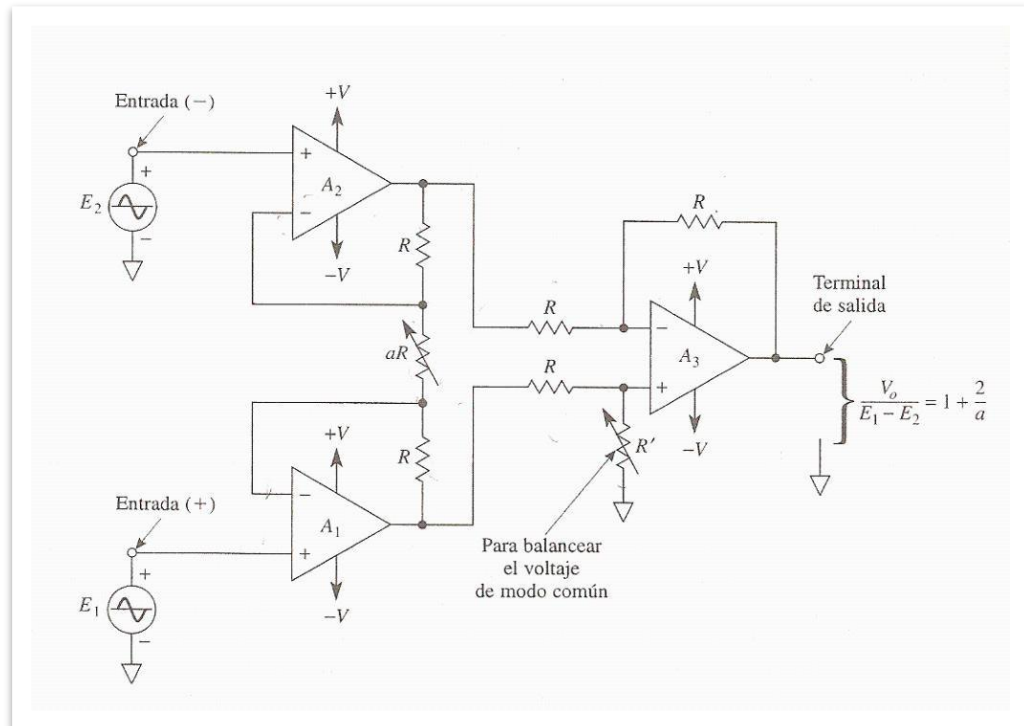 Entrada (−)
+V
+
A₂
−
−V
+
E₂
−
R
aR
R
+V
−
A₁
+
−V
Entrada (+)
+
E₁
−
R
R
R
+V
−
A₃
+
−V
R′
Para balancear
el voltaje
de modo común
Terminal
de salida
Vₒ / (E₁ − E₂) = 1 + 2/a